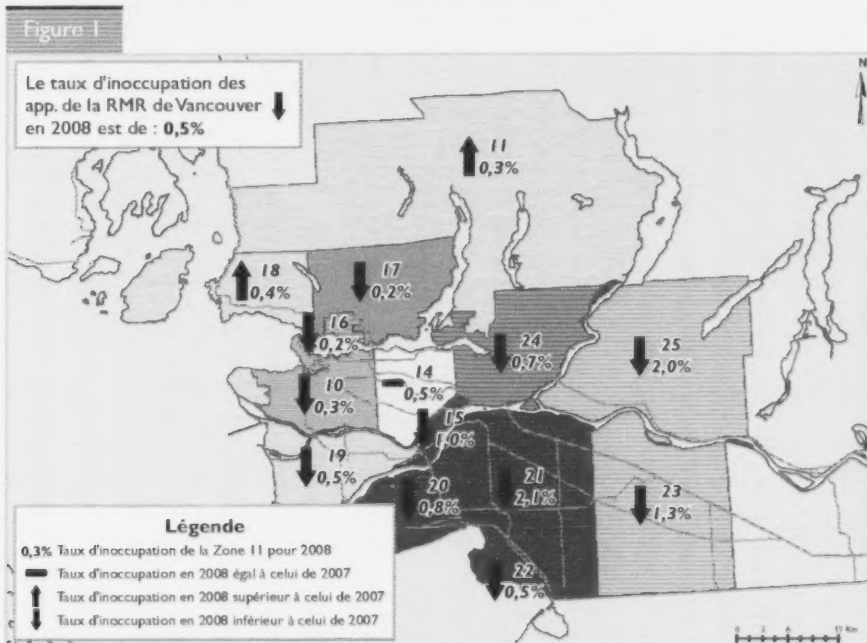 Figure 1
Le taux d'inoccupation des
app. de la RMR de Vancouver
en 2008 est de : 0,5%
N
11
0,3%
18
0,4%
17
0,2%
16
0,2%
24
0,7%
25
2,0%
10
0,3%
14
0,5%
15
1,0%
19
0,5%
20
0,8%
21
2,1%
23
1,3%
22
0,5%
Légende
0,3% Taux d'inoccupation de la Zone 11 pour 2008
Taux d'inoccupation en 2008 égal à celui de 2007
Taux d'inoccupation en 2008 supérieur à celui de 2007
Taux d'inoccupation en 2008 inférieur à celui de 2007